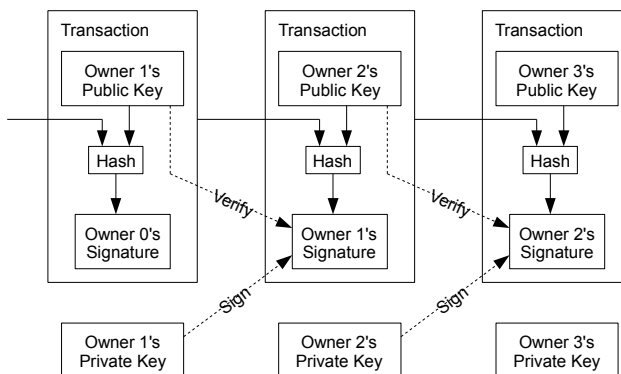 Transaction
Owner 1's
Public Key
Hash
Owner 0's
Signature
Transaction
Owner 2's
Public Key
Hash
Verify
Owner 1's
Signature
Transaction
Owner 3's
Public Key
Hash
Verify
Owner 2's
Signature
Owner 1's
Private Key
Sign
Owner 2's
Private Key
Sign
Owner 3's
Private Key